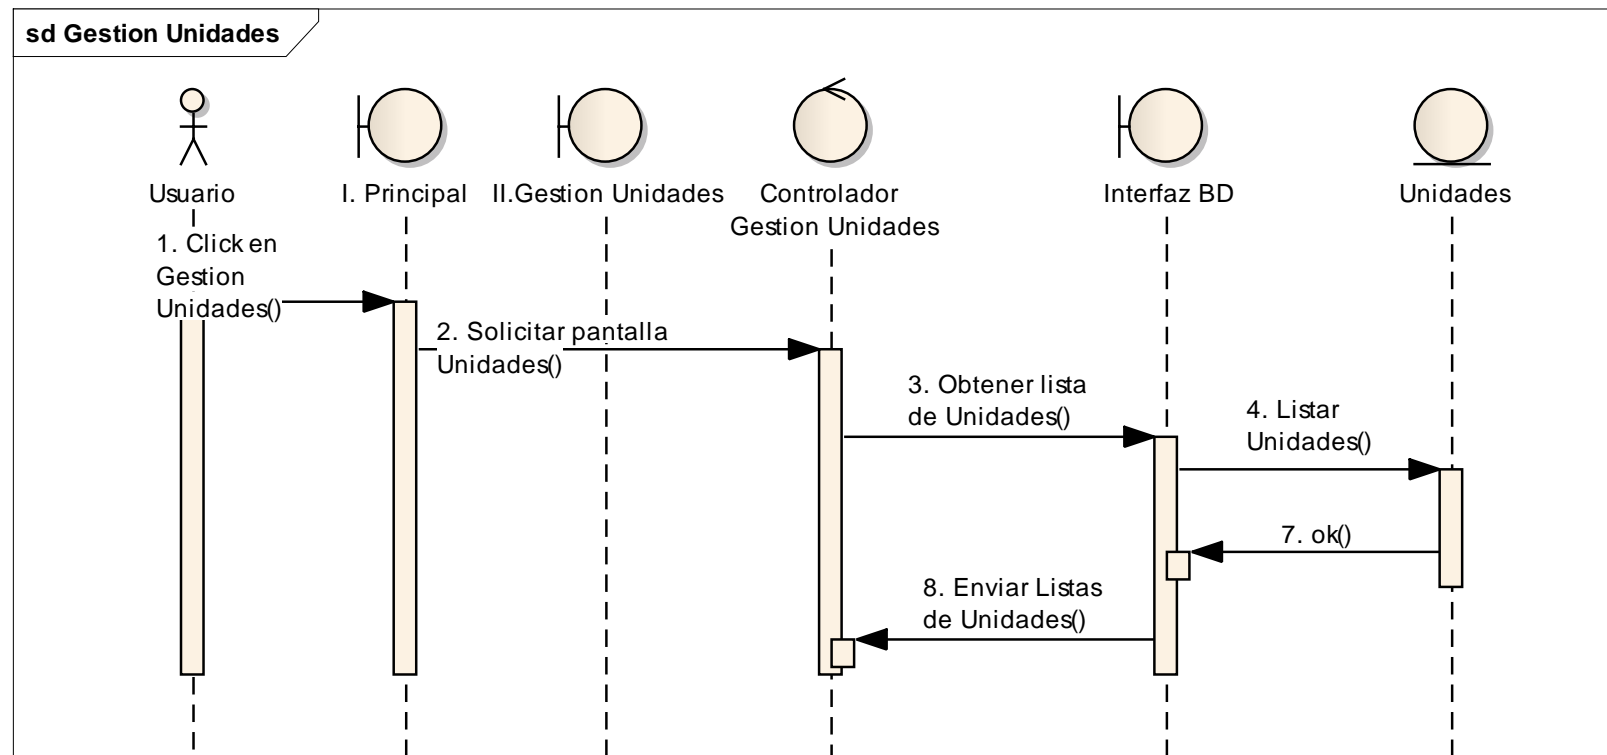 sd Gestion Unidades
Usuario
I. Principal
II.Gestion Unidades
Controlador
Gestion Unidades
Interfaz BD
Unidades
1. Click en
Gestion
Unidades()
2. Solicitar pantalla
Unidades()
3. Obtener lista
de Unidades()
4. Listar
Unidades()
7. ok()
8. Enviar Listas
de Unidades()